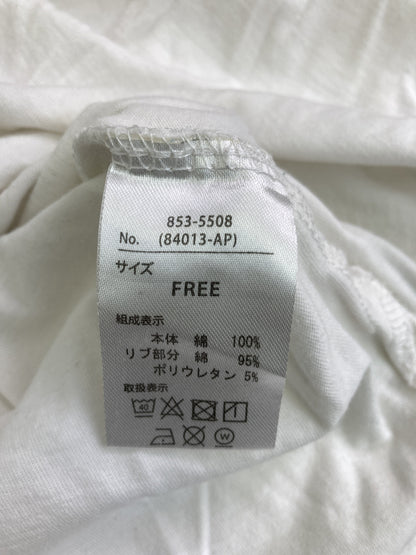 853-5508
No. (84013-AP)
サイズ
FREE
組成表示
本体 綿 100%
リブ部分 綿 95%
ポリウレタン 5%
取扱表示
40
W